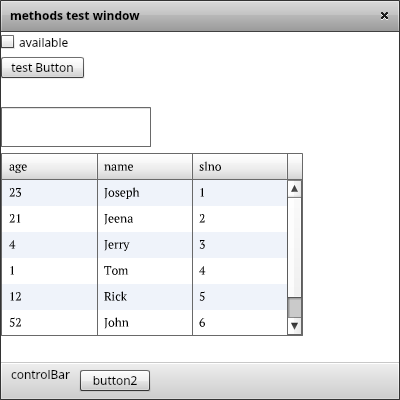 methods test window
available
test Button
age name slno
23 Joseph 1
21 Jeena 2
4 Jerry 3
1 Tom 4
12 Rick 5
52 John 6
controlBar button2